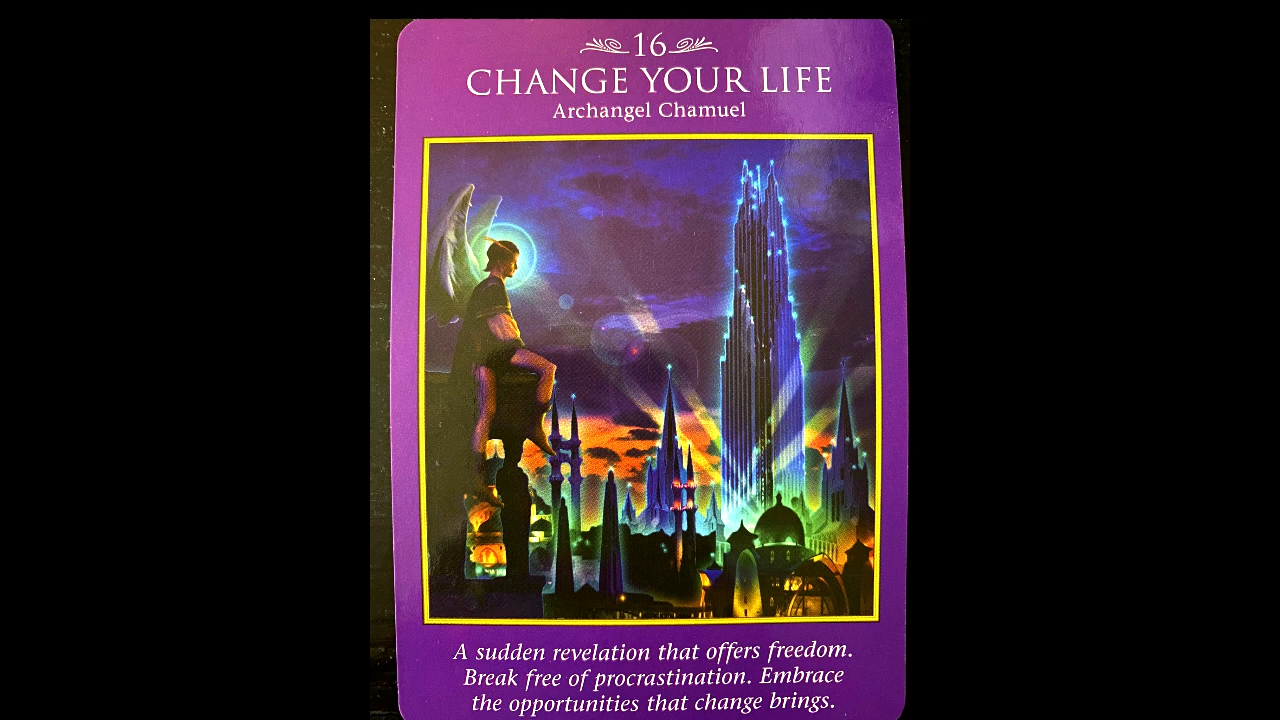 16
CHANGE YOUR LIFE
Archangel Chamuel
A sudden revelation that offers freedom.
Break free of procrastination. Embrace
the opportunities that change brings.